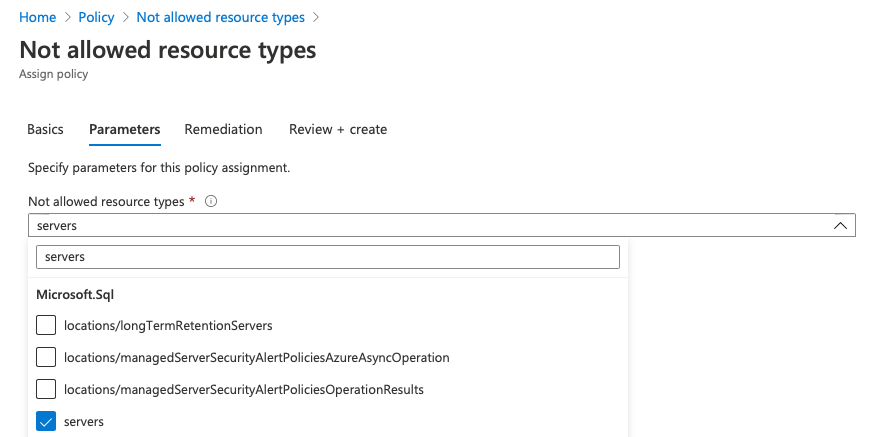 Home > Policy > Not allowed resource types >
Not allowed resource types
Assign policy
Basics Parameters Remediation Review + create
Specify parameters for this policy assignment.
Not allowed resource types *
servers
servers
Microsoft.Sql
locations/longTermRetentionServers
locations/managedServerSecurityAlertPoliciesAzureAsyncOperation
locations/managedServerSecurityAlertPoliciesOperationResults
servers